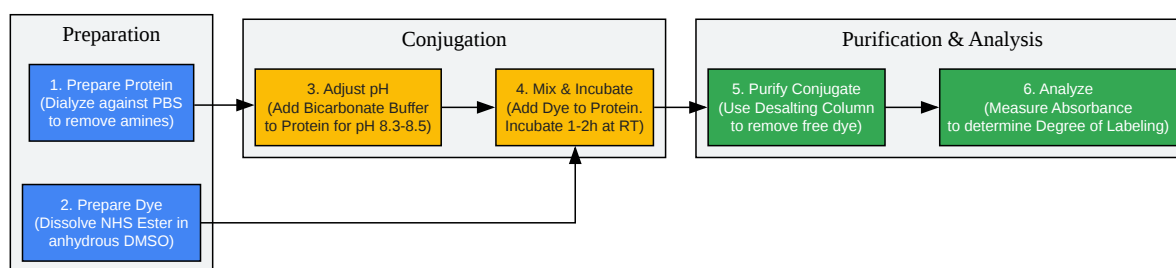 Preparation
1. Prepare Protein
(Dialyze against PBS
to remove amines)
2. Prepare Dye
(Dissolve NHS Ester in
anhydrous DMSO)
Conjugation
3. Adjust pH
(Add Bicarbonate Buffer
to Protein for pH 8.3-8.5)
4. Mix & Incubate
(Add Dye to Protein.
Incubate 1-2h at RT)
Purification & Analysis
5. Purify Conjugate
(Use Desalting Column
to remove free dye)
6. Analyze
(Measure Absorbance
to determine Degree of Labeling)